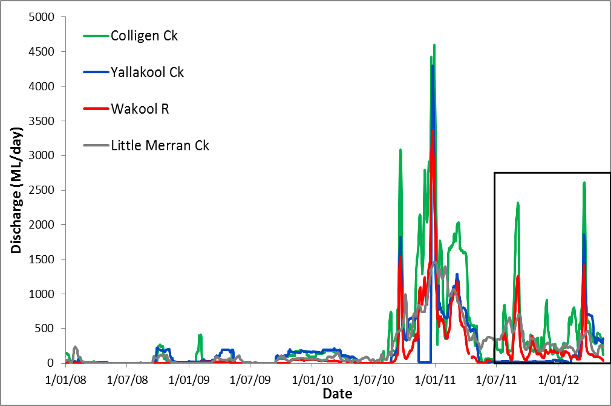 5000
4500
4000
3500
3000
2500
2000
1500
1000
500
0
Discharge (ML/day)
Colligen Ck
Yallakool Ck
Wakool R
Little Merran Ck
1/01/08 1/07/08 1/01/09 1/07/09 1/01/10 1/07/10 1/01/11 1/07/11 1/01/12
Date